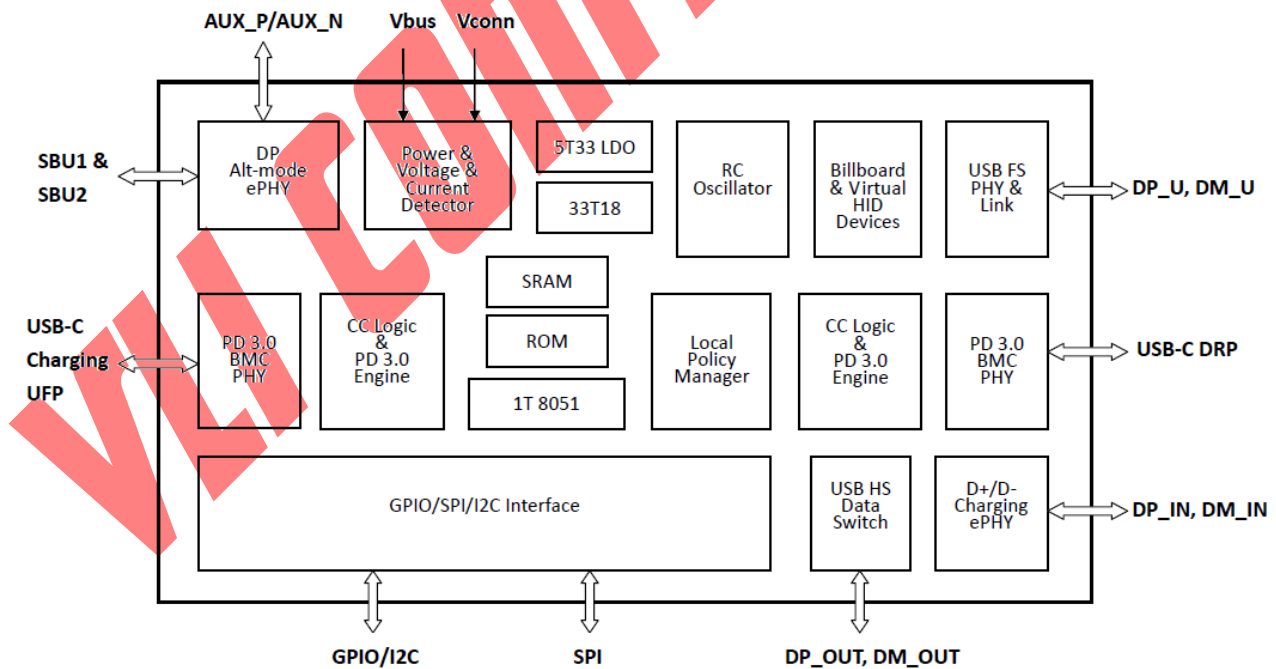 AUX_P/AUX_N
Vbus
Vconn
SBU1 &
SBU2
DP
Alt-mode
ePHY
Power &
Voltage &
Current
Detector
5T33 LDO
33T18
RC
Oscillator
Billboard
& Virtual
HID
Devices
USB FS
PHY &
Link
DP_U, DM_U
USB-C
Charging
UFP
PD 3.0
BMC
PHY
CC Logic
&
PD 3.0
Engine
SRAM
ROM
1T 8051
Local
Policy
Manager
CC Logic
&
PD 3.0
Engine
PD 3.0
BMC
PHY
USB-C DRP
GPIO/SPI/I2C Interface
USB HS
Data
Switch
D+/D-
Charging
ePHY
DP_IN, DM_IN
GPIO/I2C
SPI
DP_OUT, DM_OUT